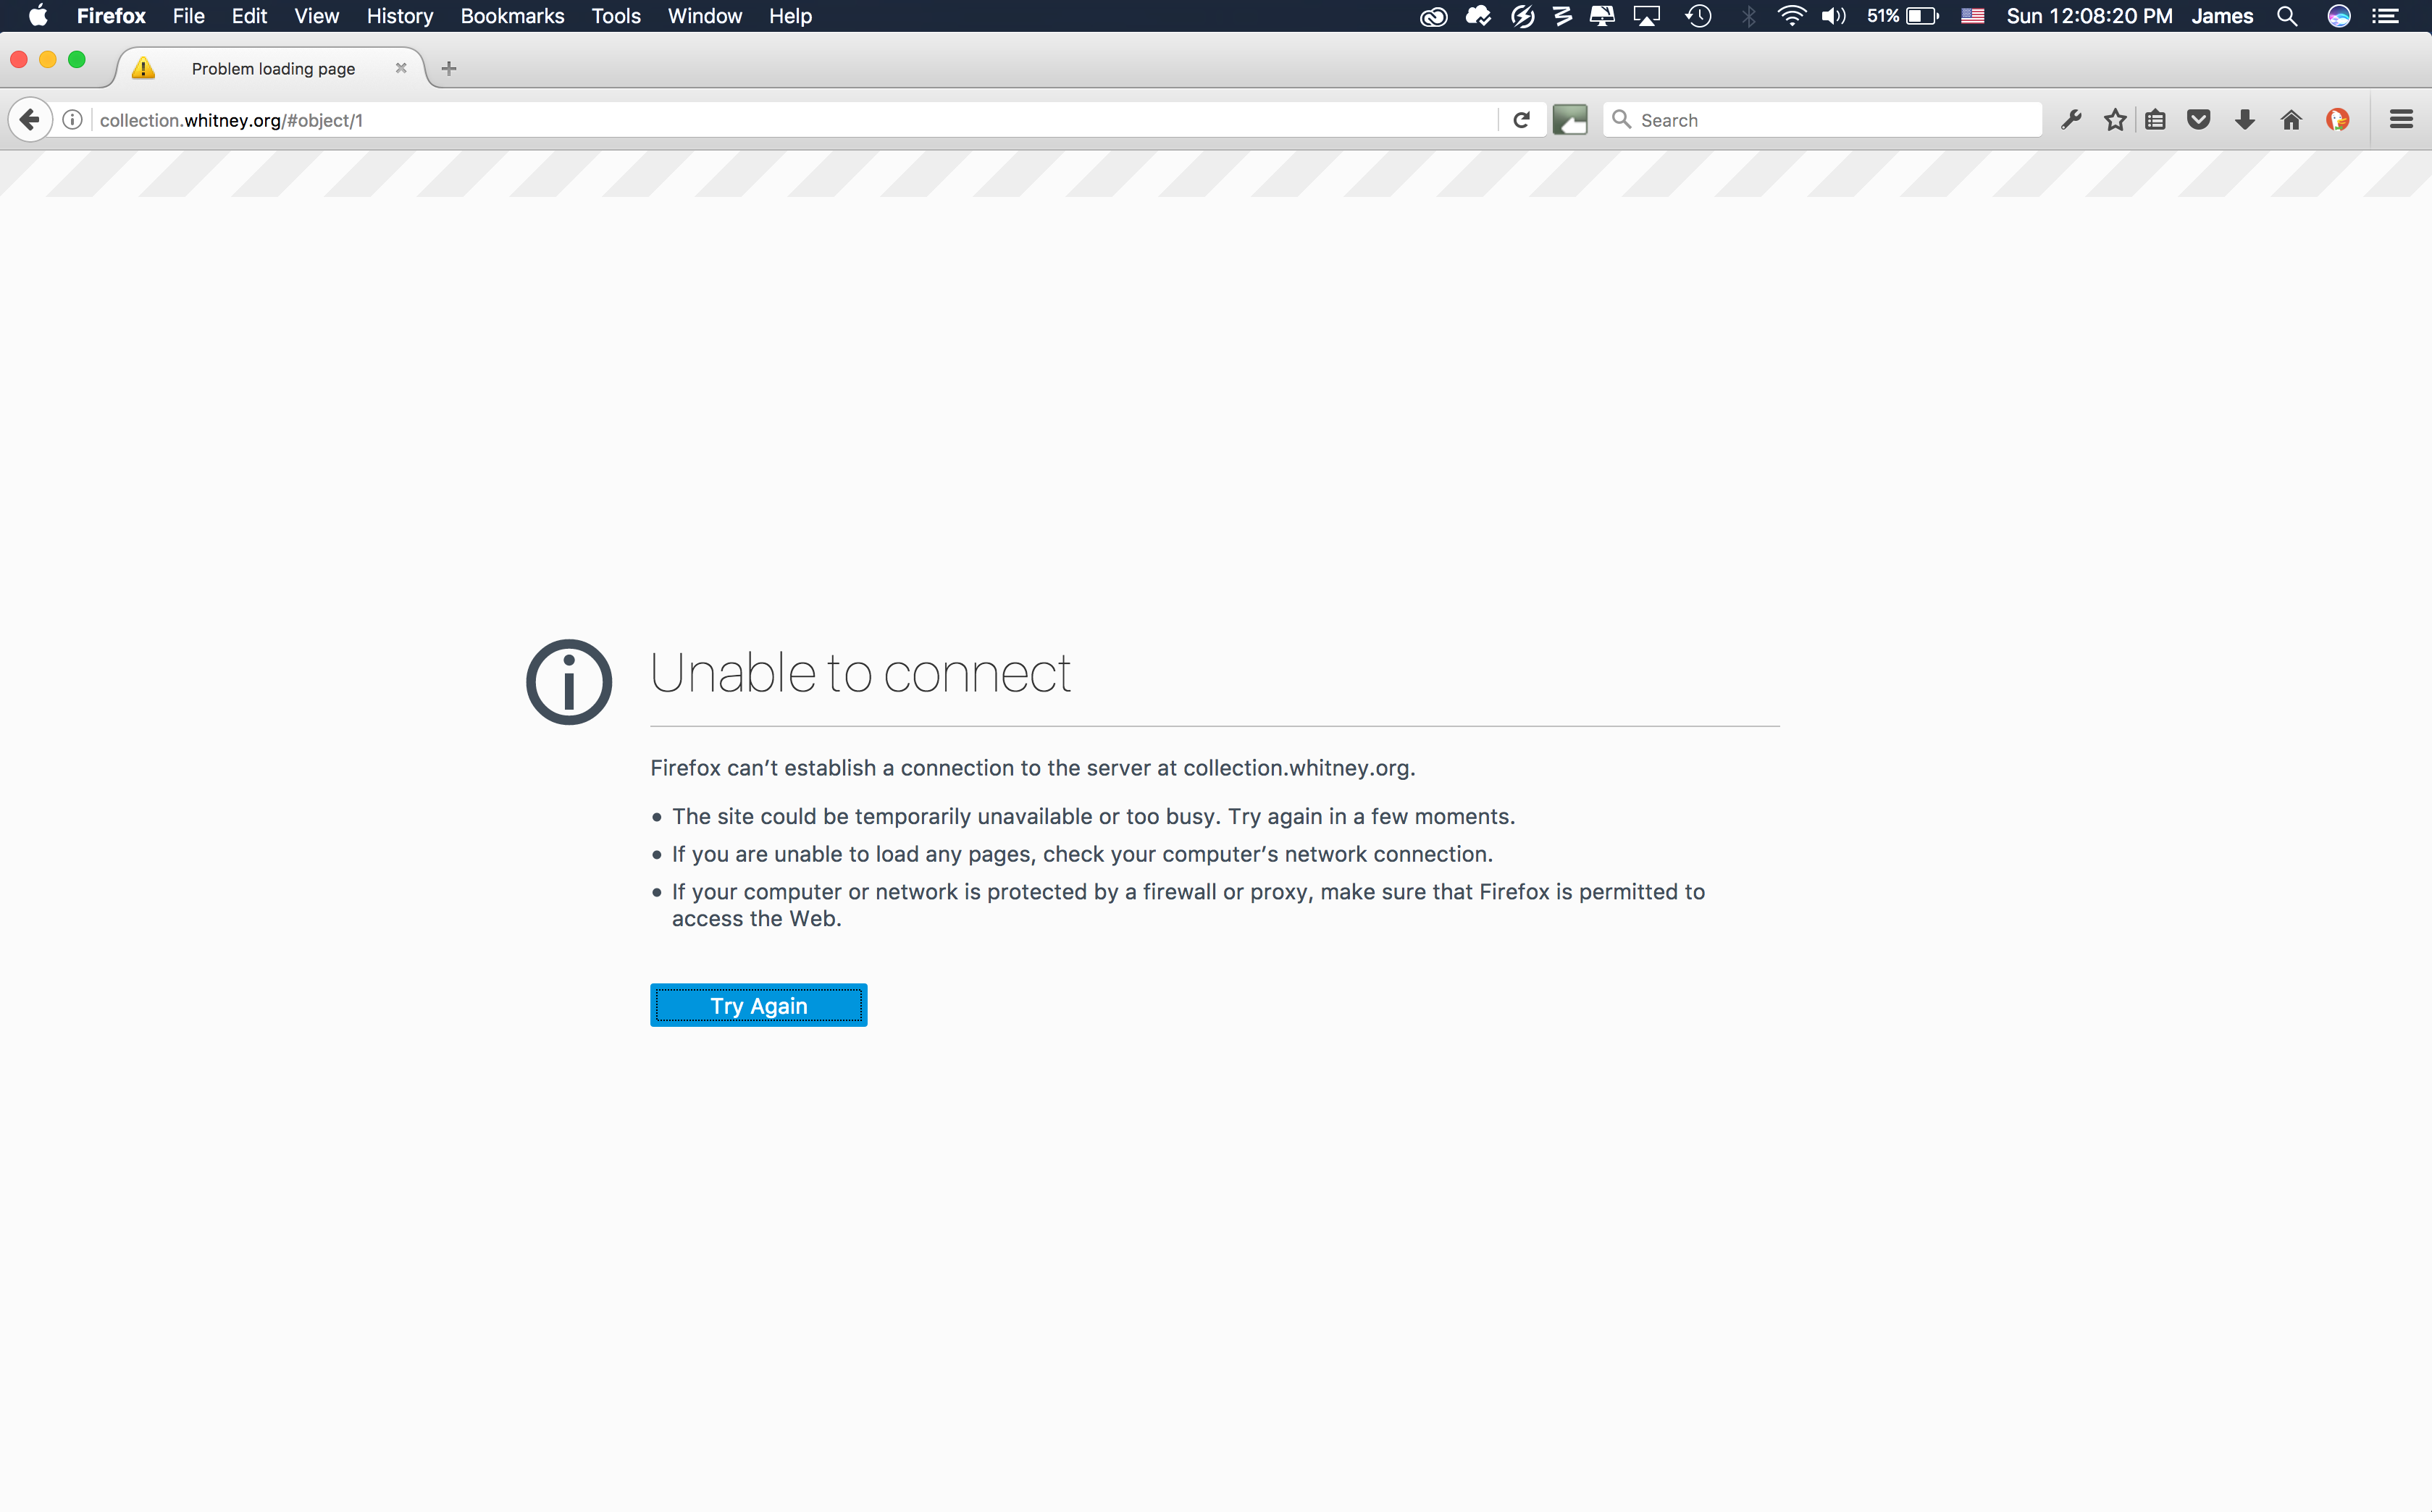 Firefox File Edit View History Bookmarks Tools Window Help 51% Sun 12:08:20 PM James
Problem loading page
collection.whitney.org/#object/1 Search
Unable to connect
Firefox can’t establish a connection to the server at collection.whitney.org.
The site could be temporarily unavailable or too busy. Try again in a few moments.
If you are unable to load any pages, check your computer’s network connection.
If your computer or network is protected by a firewall or proxy, make sure that Firefox is permitted to
access the Web.
Try Again